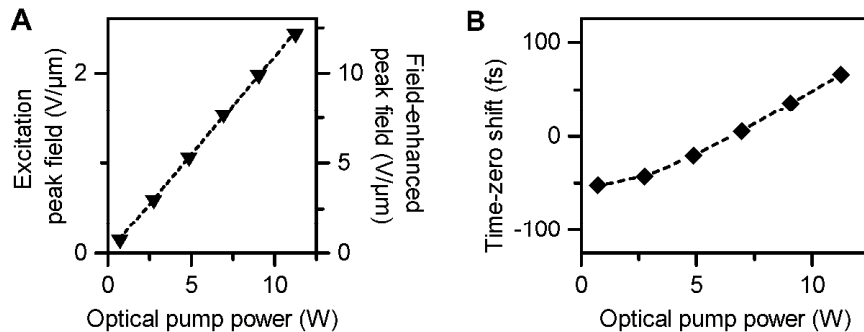 A
Excitation
peak field (V/μm)
2
0
10
5
0
Field-enhanced
peak field (V/μm)
0
5
10
Optical pump power (W)
B
Time-zero shift (fs)
100
0
-100
0
5
10
Optical pump power (W)